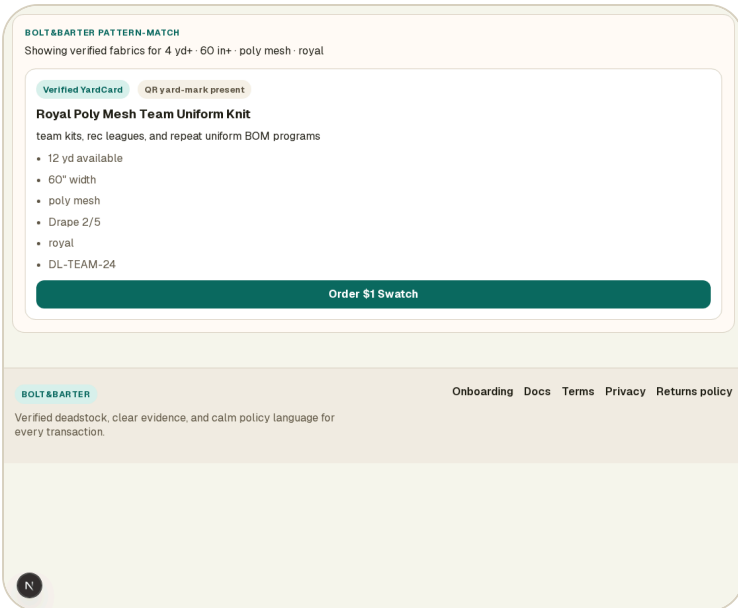 BOLT&BARTER PATTERN-MATCH
Showing verified fabrics for 4 yd+ · 60 in+ · poly mesh · royal
Verified YardCard
QR yard-mark present
Royal Poly Mesh Team Uniform Knit
team kits, rec leagues, and repeat uniform BOM programs
• 12 yd available
• 60" width
• poly mesh
• Drape 2/5
• royal
• DL-TEAM-24
Order $1 Swatch
BOLT&BARTER
Onboarding Docs Terms Privacy Returns policy
Verified deadstock, clear evidence, and calm policy language for
every transaction.
N